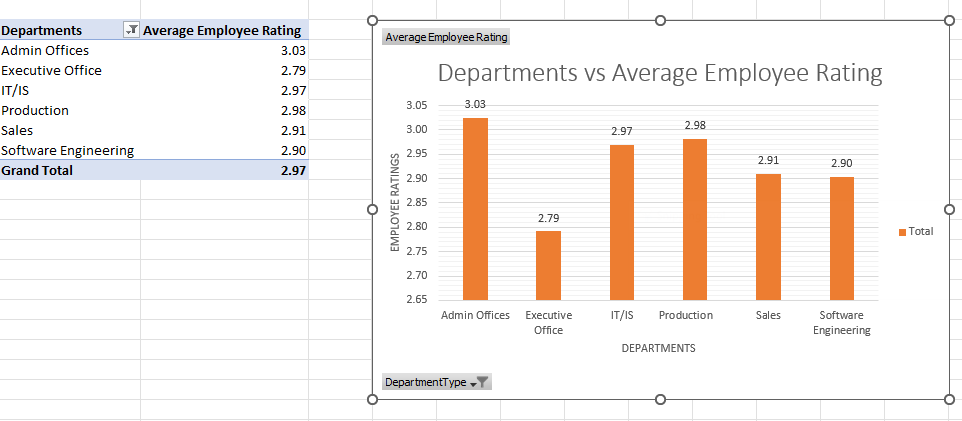 Departments Average Employee Rating
Admin Offices 3.03
Executive Office 2.79
IT/IS 2.97
Production 2.98
Sales 2.91
Software Engineering 2.90
Grand Total 2.97
Average Employee Rating
Departments vs Average Employee Rating
EMPLOYEE RATINGS
3.05
3.00
2.95
2.90
2.85
2.80
2.75
2.70
2.65
3.03
2.79
2.97
2.98
2.91
2.90
Admin Offices
Executive
Office
IT/IS
Production
Sales
Software
Engineering
DEPARTMENTS
Total
DepartmentType